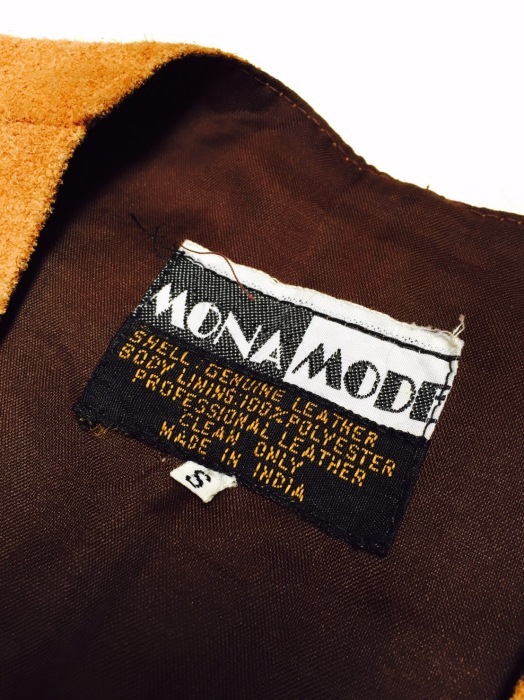 MONA MODE
SHELL: GENUINE LEATHER
BODY LINING: 100% POLYESTER
PROFESSIONAL LEATHER
CLEAN ONLY
MADE IN INDIA
S